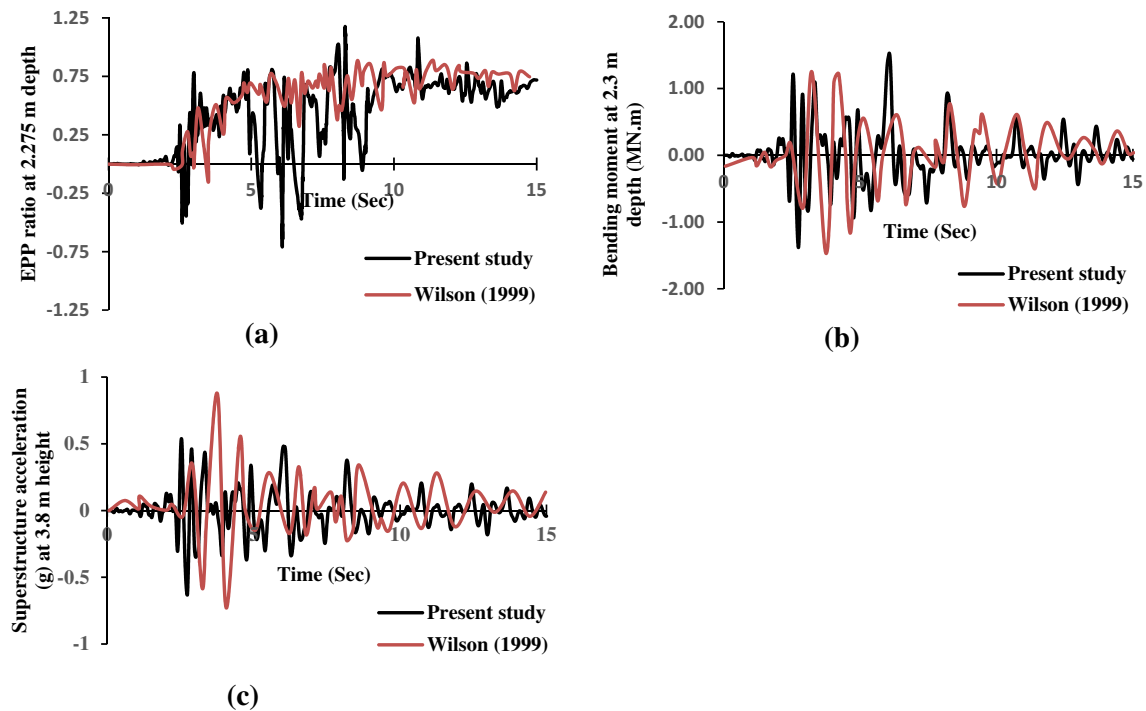 1.25
0.75
0.25
-0.25
-0.75
-1.25
EPP ratio at 2.275 m depth
0
5
10
15
Time (Sec)
Present study
Wilson (1999)
(a)
2.00
1.00
0.00
-1.00
-2.00
Bending moment at 2.3 m
depth (MN.m)
0
5
10
15
Time (Sec)
Present study
Wilson (1999)
(b)
1
0.5
0
-0.5
-1
Superstructure acceleration
(g) at 3.8 m height
0
5
10
15
Time (Sec)
Present study
Wilson (1999)
(c)